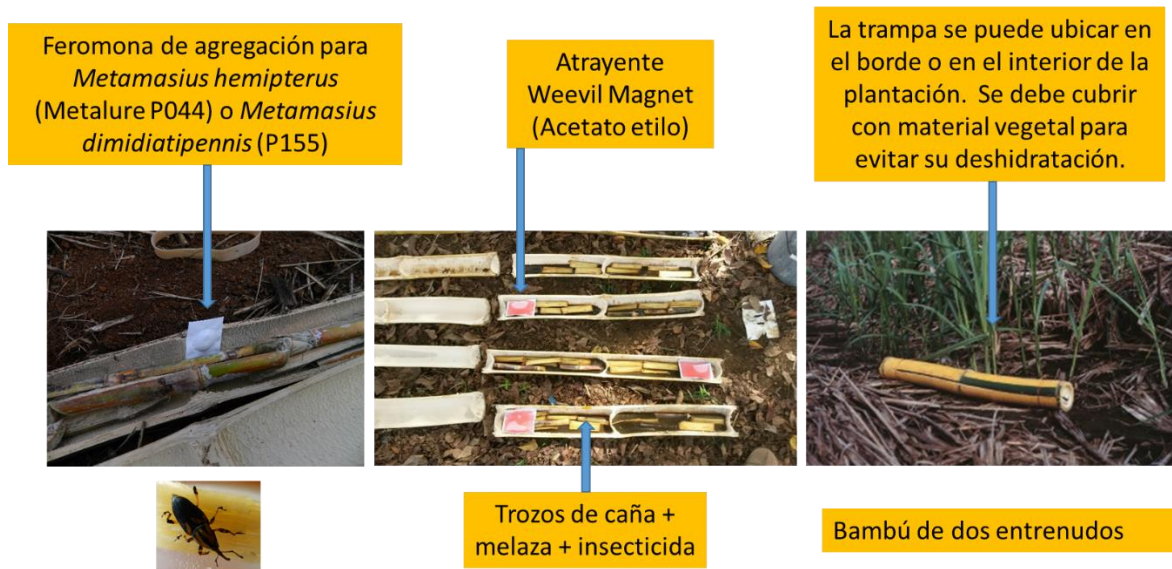 Feromona de agregación para
Metamasius hemipterus
(Metalure P044) o Metamasius
dimidiatipennis (P155)
Atrayente
Weevil Magnet
(Acetato etilo)
La trampa se puede ubicar en
el borde o en el interior de la
plantación. Se debe cubrir
con material vegetal para
evitar su deshidratación.
Trozos de caña +
melaza + insecticida
Bambú de dos entrenudos